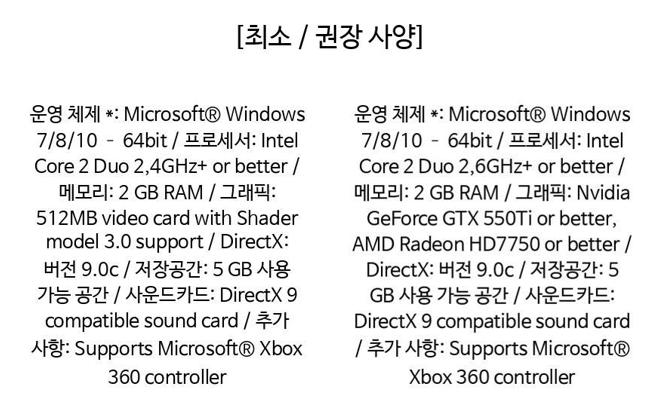 [최소 / 권장 사양]
운영 체제 *: Microsoft® Windows
7/8/10 - 64bit / 프로세서: Intel
Core 2 Duo 2,4GHz+ or better /
메모리: 2 GB RAM / 그래픽:
512MB video card with Shader
model 3.0 support / DirectX:
버전 9.0c / 저장공간: 5 GB 사용
가능 공간 / 사운드카드: DirectX 9
compatible sound card / 추가
사항: Supports Microsoft® Xbox
360 controller
운영 체제 *: Microsoft® Windows
7/8/10 - 64bit / 프로세서: Intel
Core 2 Duo 2,6GHz+ or better /
메모리: 2 GB RAM / 그래픽: Nvidia
GeForce GTX 550Ti or better,
AMD Radeon HD7750 or better /
DirectX: 버전 9.0c / 저장공간: 5
GB 사용 가능 공간 / 사운드카드:
DirectX 9 compatible sound card
/ 추가 사항: Supports Microsoft®
Xbox 360 controller